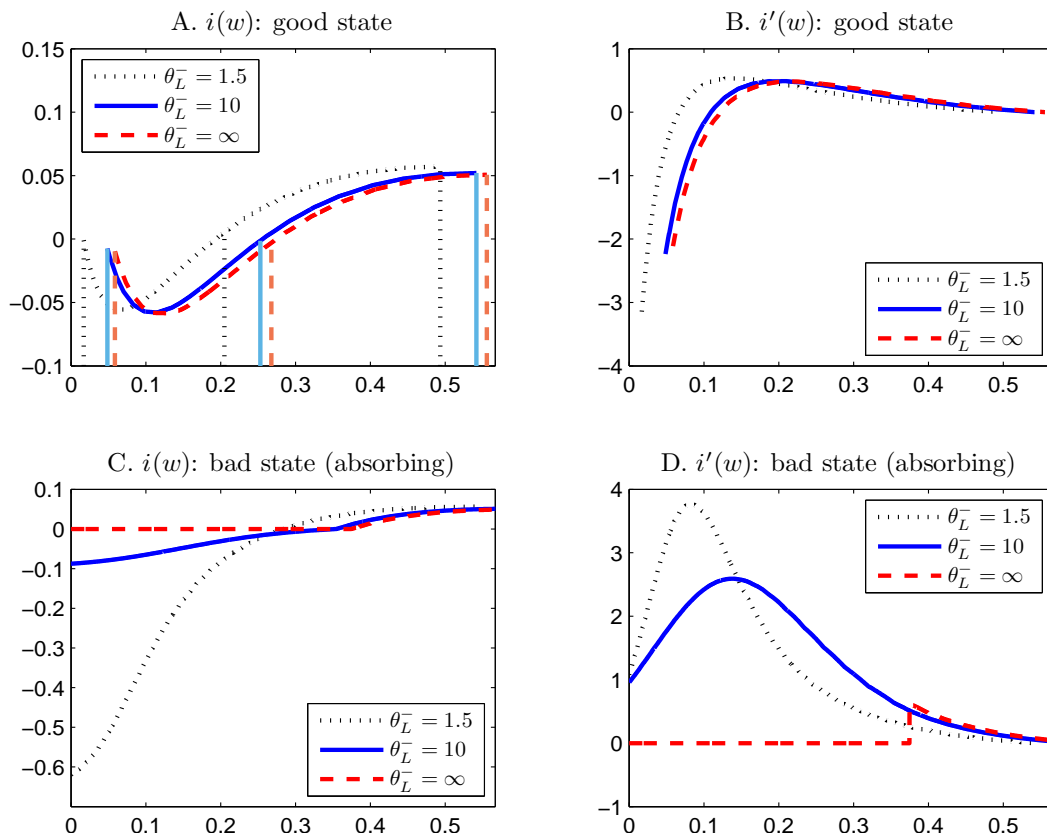 A. i(w): good state
0.15
0.1
0.05
0
−0.05
−0.1
0 0.1 0.2 0.3 0.4 0.5
θ_L^- = 1.5
θ_L^- = 10
θ_L^- = ∞
B. i′(w): good state
1
0
−1
−2
−3
−4
0 0.1 0.2 0.3 0.4 0.5
θ_L^- = 1.5
θ_L^- = 10
θ_L^- = ∞
C. i(w): bad state (absorbing)
0.1
0
−0.1
−0.2
−0.3
−0.4
−0.5
−0.6
0 0.1 0.2 0.3 0.4 0.5
θ_L^- = 1.5
θ_L^- = 10
θ_L^- = ∞
D. i′(w): bad state (absorbing)
4
3
2
1
0
−1
0 0.1 0.2 0.3 0.4 0.5
θ_L^- = 1.5
θ_L^- = 10
θ_L^- = ∞